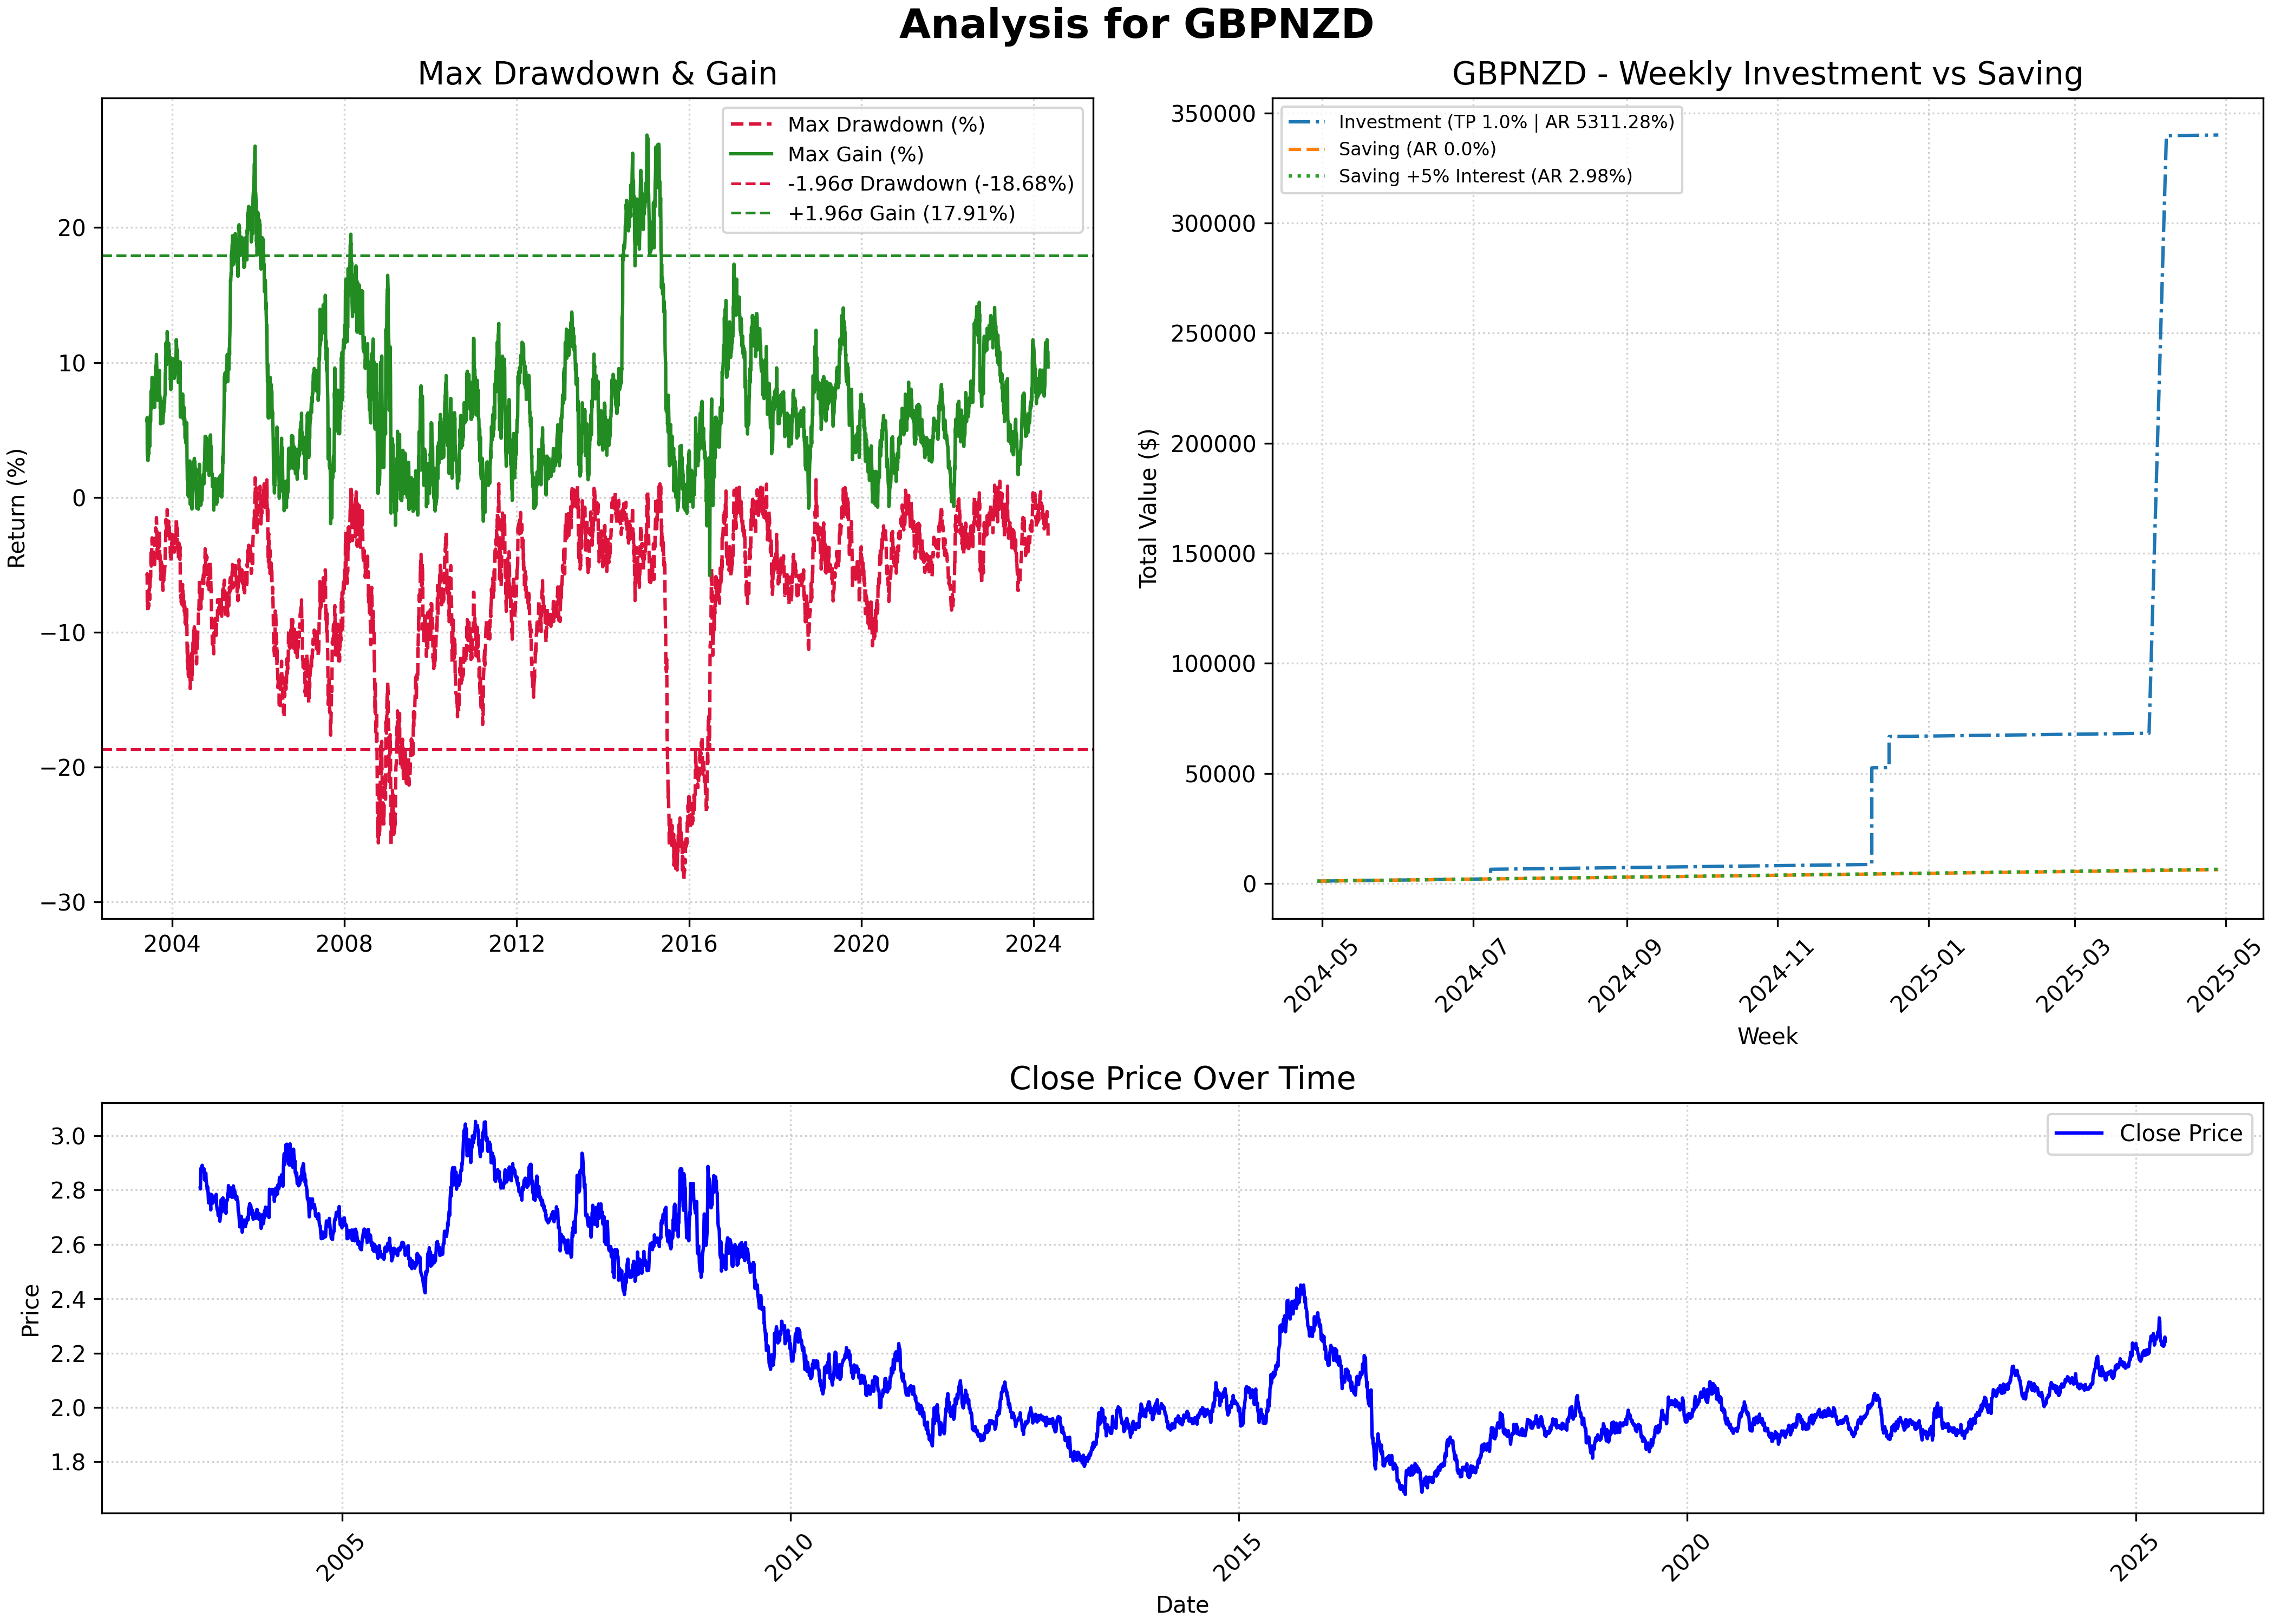 Analysis for GBPNZD
Max Drawdown & Gain
Return (%)
20
10
0
−10
−20
−30
2004 2008 2012 2016 2020 2024
Max Drawdown (%)
Max Gain (%)
-1.96σ Drawdown (-18.68%)
+1.96σ Gain (17.91%)
GBPNZD - Weekly Investment vs Saving
Total Value ($)
350000
300000
250000
200000
150000
100000
50000
0
Investment (TP 1.0% | AR 5311.28%)
Saving (AR 0.0%)
Saving +5% Interest (AR 2.98%)
2024-05 2024-07 2024-09 2024-11 2025-01 2025-03 2025-05
Week
Close Price Over Time
Price
3.0
2.8
2.6
2.4
2.2
2.0
1.8
Close Price
2005 2010 2015 2020 2025
Date